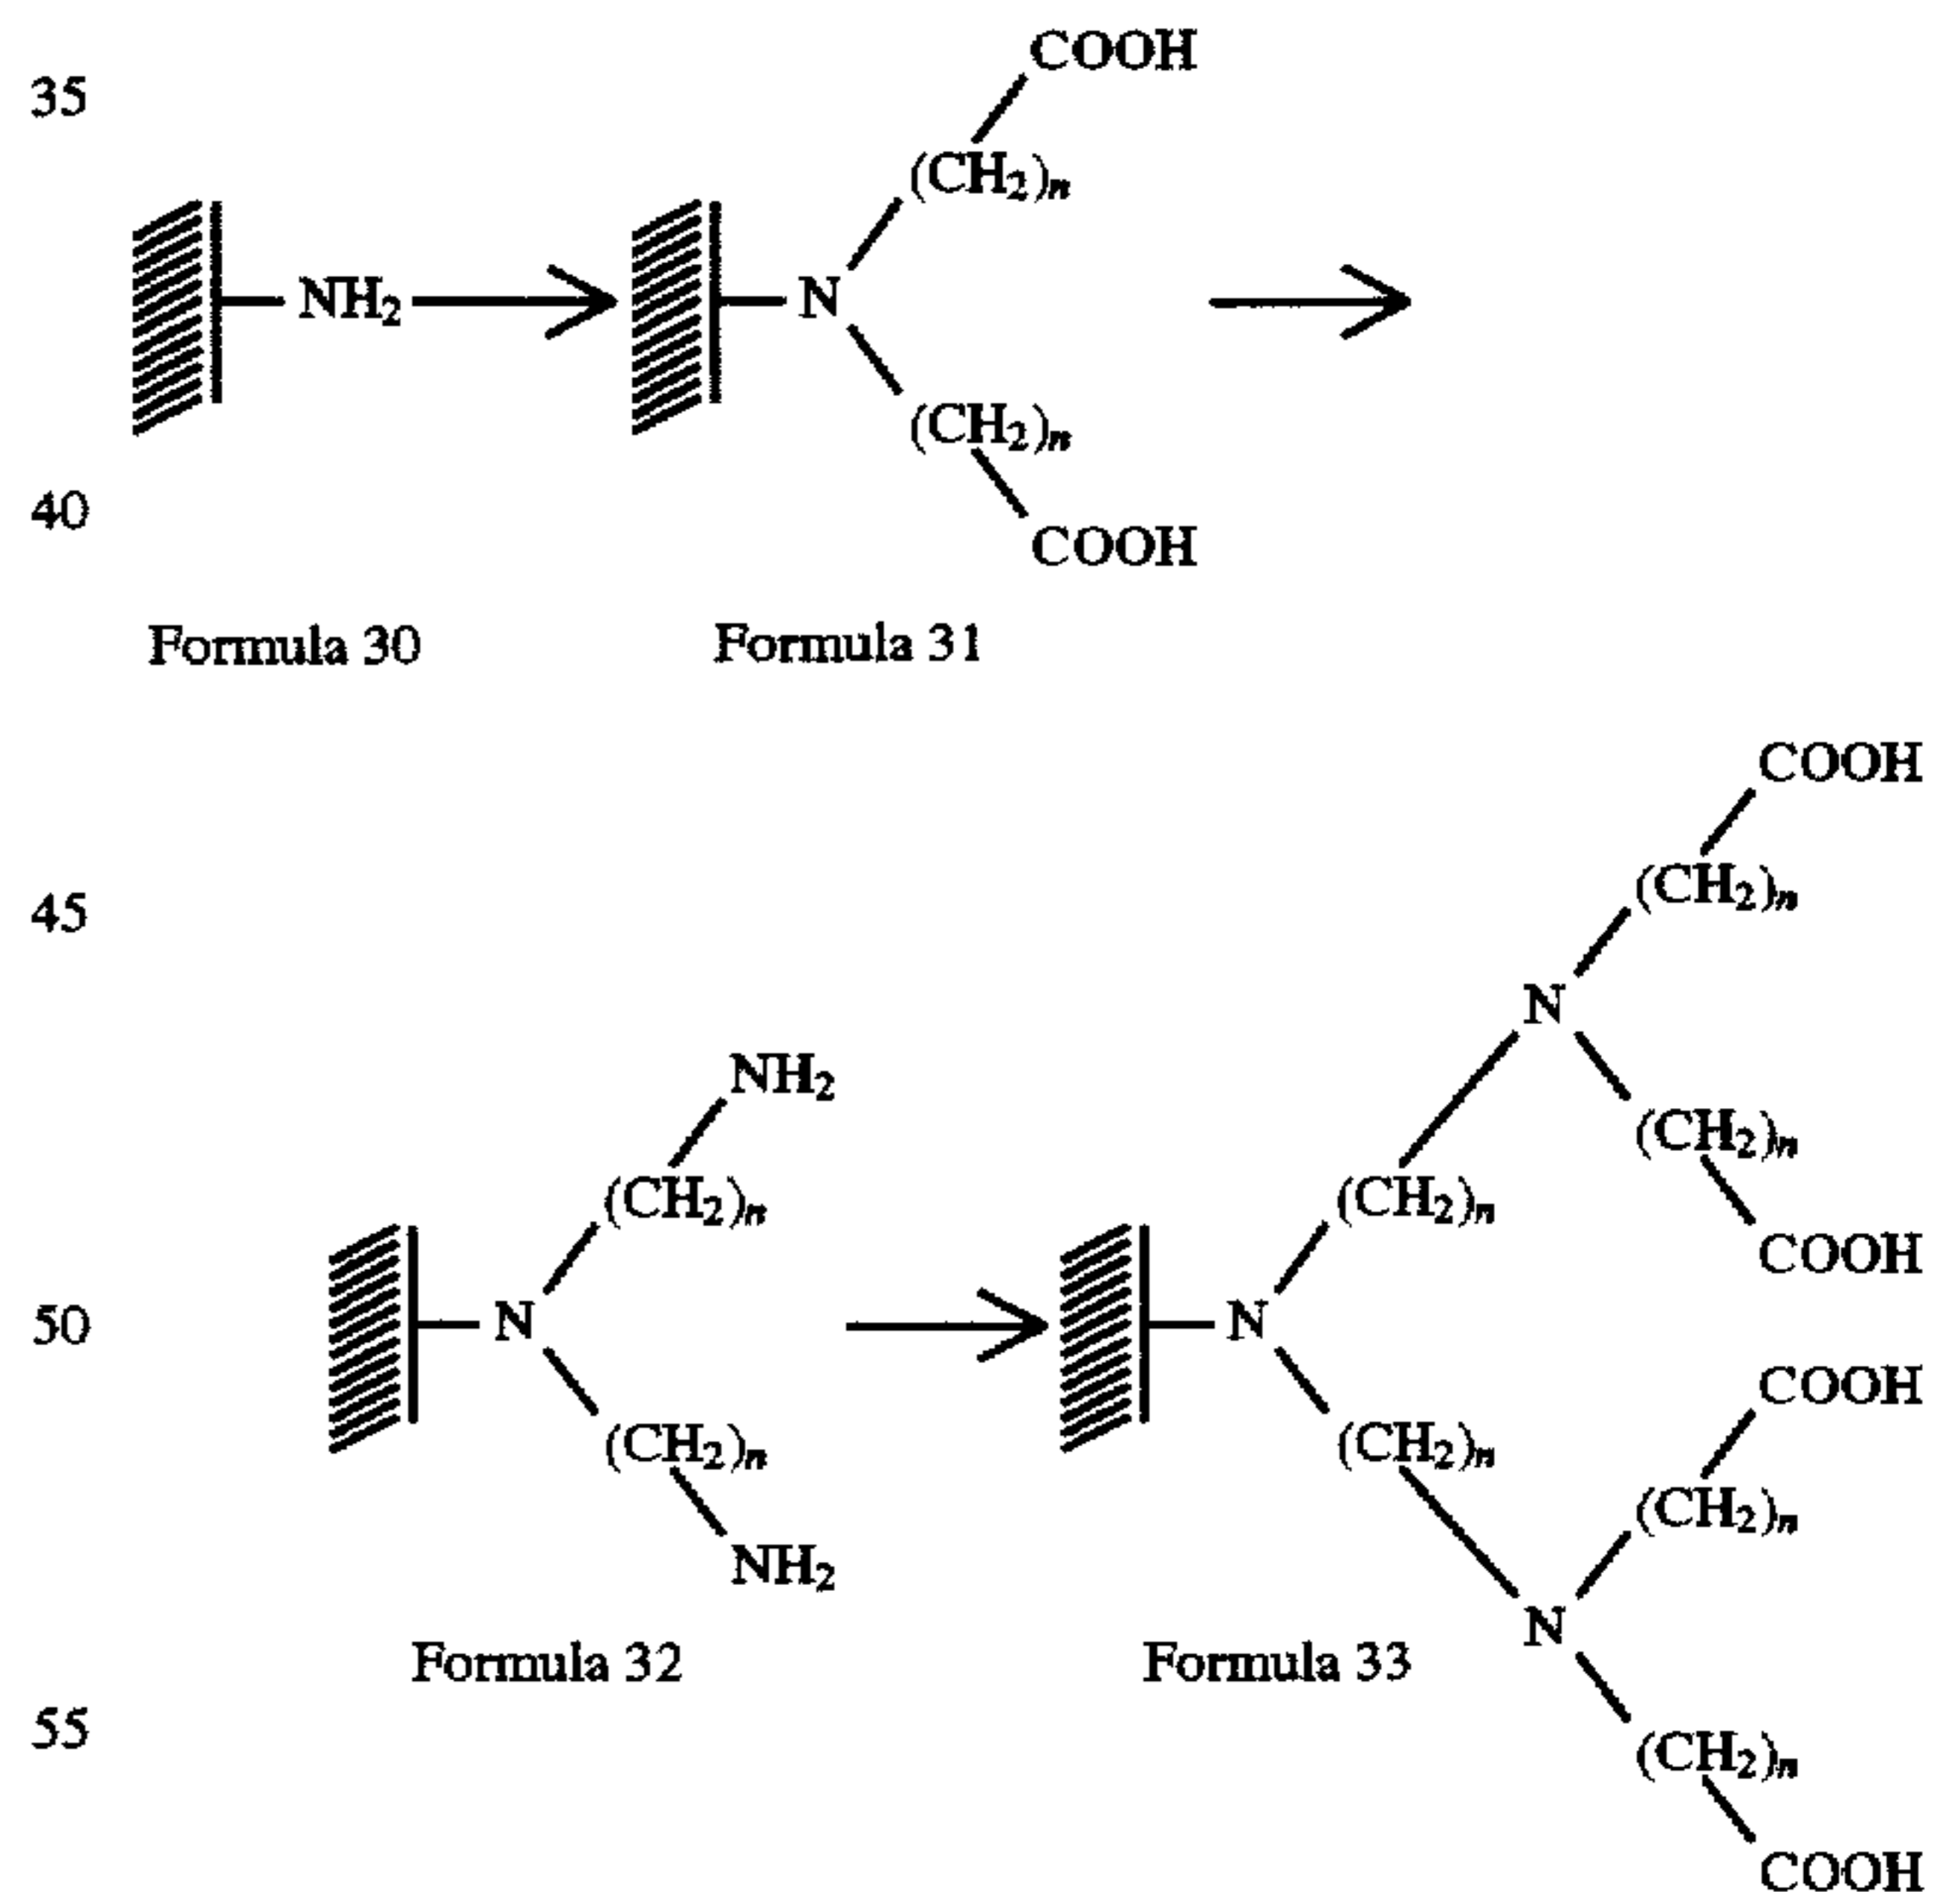 COOH
35
(CH2)n
NH2 N
(CH2)n
40
COOH
Formula 30 Formula 31
COOH
45 (CH2)n
N
NH2
(CH2)n
(CH2)n (CH2)n
COOH
50 N N
COOH
(CH2)n (CH2)n
(CH2)n
NH2
N
Formula 32 Formula 33
55
(CH2)n
COOH